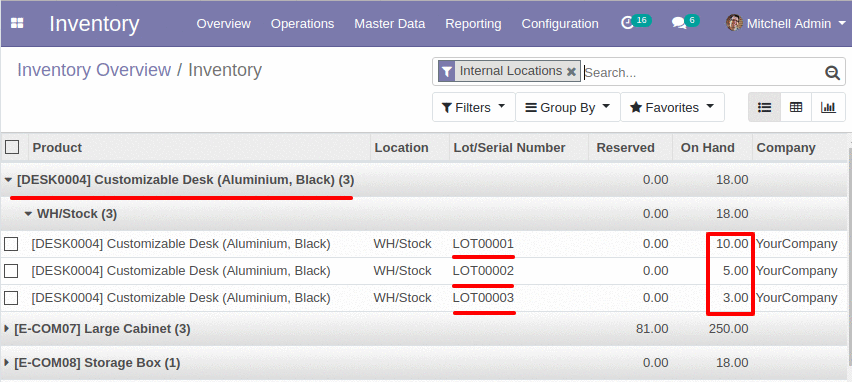 Inventory Overview Operations Master Data Reporting Configuration 16 6 Mitchell Admin
Inventory Overview / Inventory Internal Locations Search...
Filters Group By Favorites
Product Location Lot/Serial Number Reserved On Hand Company
[DESK0004] Customizable Desk (Aluminium, Black) (3) 0.00 18.00
WH/Stock (3) 0.00 18.00
[DESK0004] Customizable Desk (Aluminium, Black) WH/Stock LOT00001 0.00 10.00 YourCompany
[DESK0004] Customizable Desk (Aluminium, Black) WH/Stock LOT00002 0.00 5.00 YourCompany
[DESK0004] Customizable Desk (Aluminium, Black) WH/Stock LOT00003 0.00 3.00 YourCompany
[E-COM07] Large Cabinet (3) 81.00 250.00
[E-COM08] Storage Box (1) 0.00 18.00